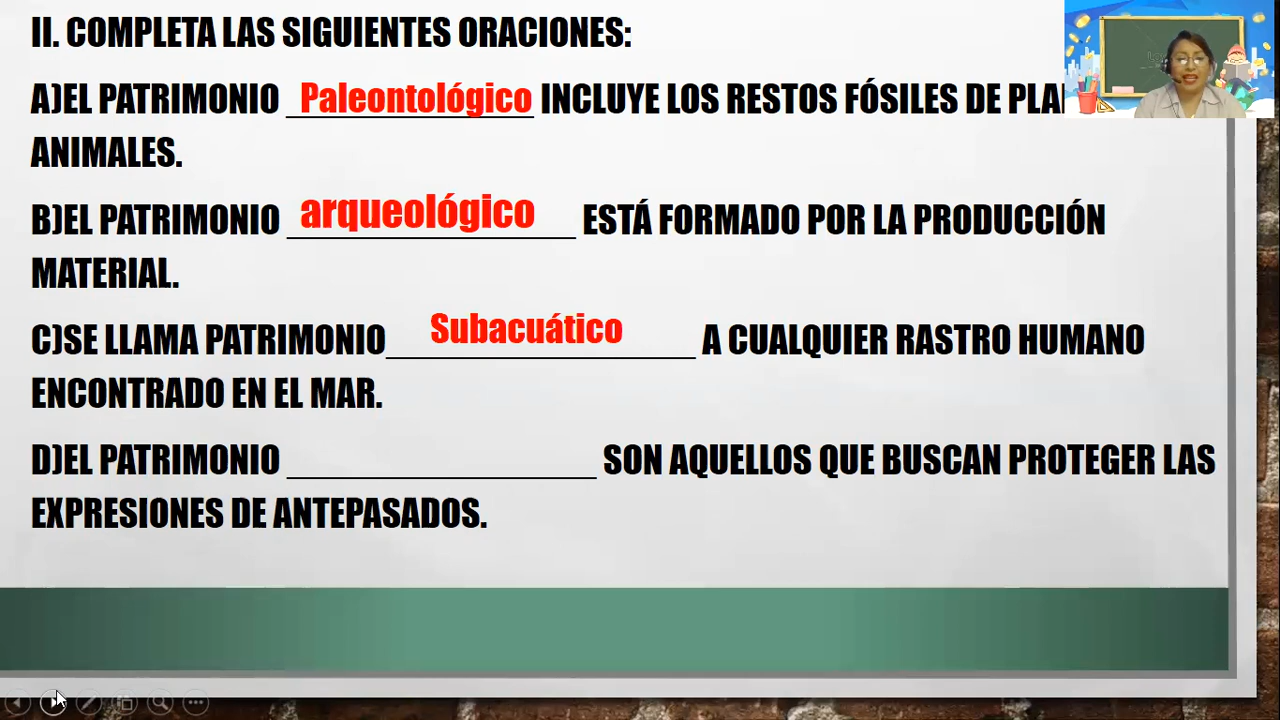 II. COMPLETA LAS SIGUIENTES ORACIONES:
A)EL PATRIMONIO Paleontológico INCLUYE LOS RESTOS FÓSILES DE
ANIMALES.
B)EL PATRIMONIO arqueológico ESTÁ FORMADO POR LA PRODUCCIÓN
MATERIAL.
C)SE LLAMA PATRIMONIO Subacuático A CUALQUIER RASTRO HUMANO
ENCONTRADO EN EL MAR.
D)EL PATRIMONIO ____________ SON AQUELLOS QUE BUSCAN PROTEGER LAS
EXPRESIONES DE ANTEPASADOS.